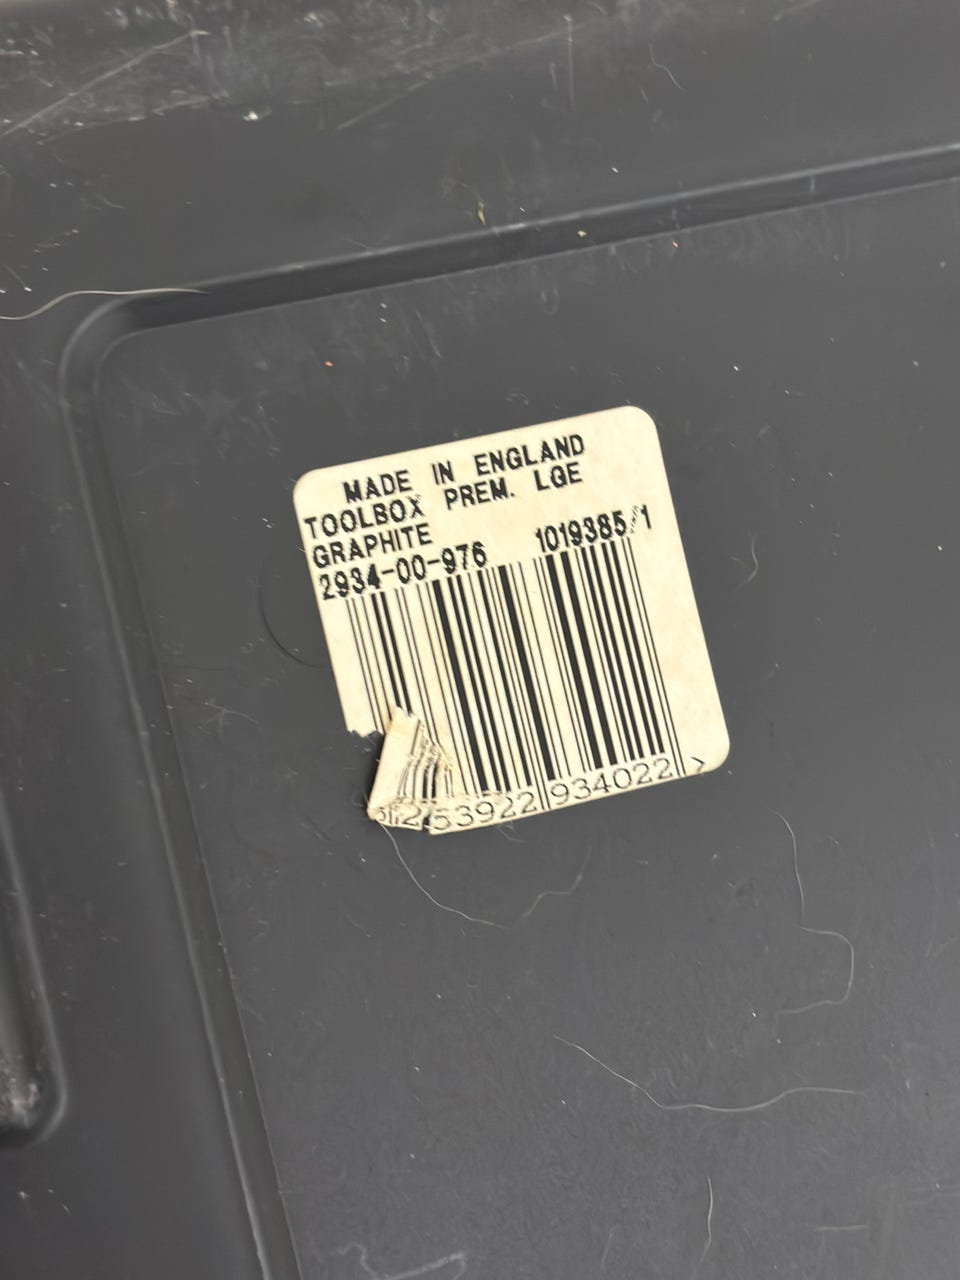 MADE IN ENGLAND
TOOLBOX PREM. LGE
GRAPHITE
2934-00-976 1019385 1
253922 934022 >